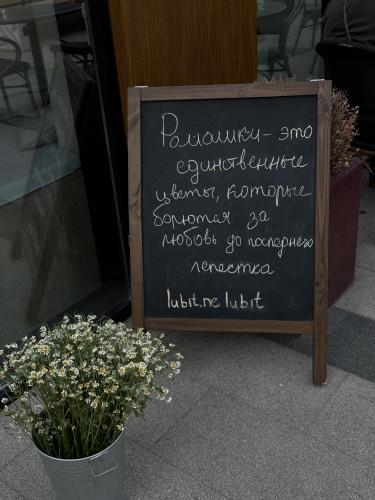 Ромашки - это
единственные
цветы, которые
борются за
любовь до последнего
лепестка
lubit.ne lubit